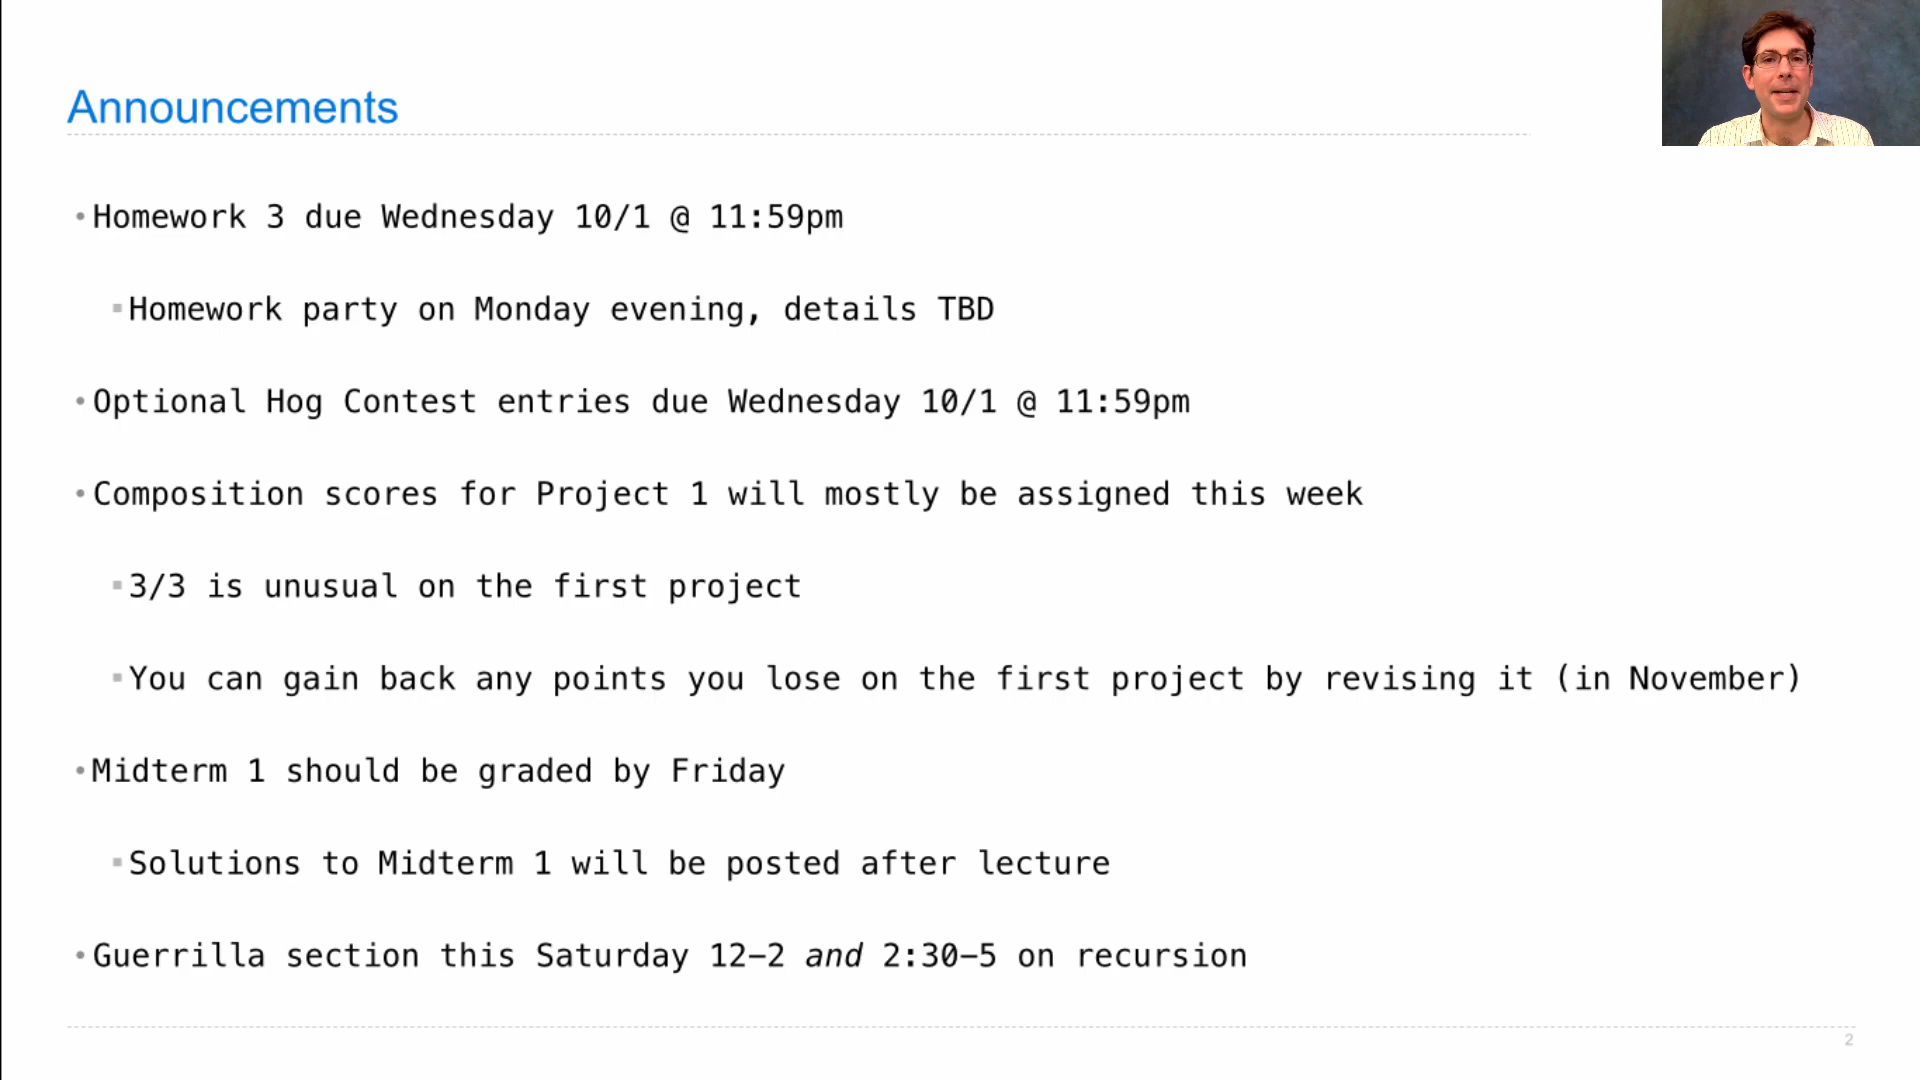 Announcements
•Homework 3 due Wednesday 10/1 @ 11:59pm
▪Homework party on Monday evening, details TBD
•Optional Hog Contest entries due Wednesday 10/1 @ 11:59pm
•Composition scores for Project 1 will mostly be assigned this week
▪3/3 is unusual on the first project
▪You can gain back any points you lose on the first project by revising it (in November)
•Midterm 1 should be graded by Friday
▪Solutions to Midterm 1 will be posted after lecture
•Guerrilla section this Saturday 12–2 and 2:30–5 on recursion
2